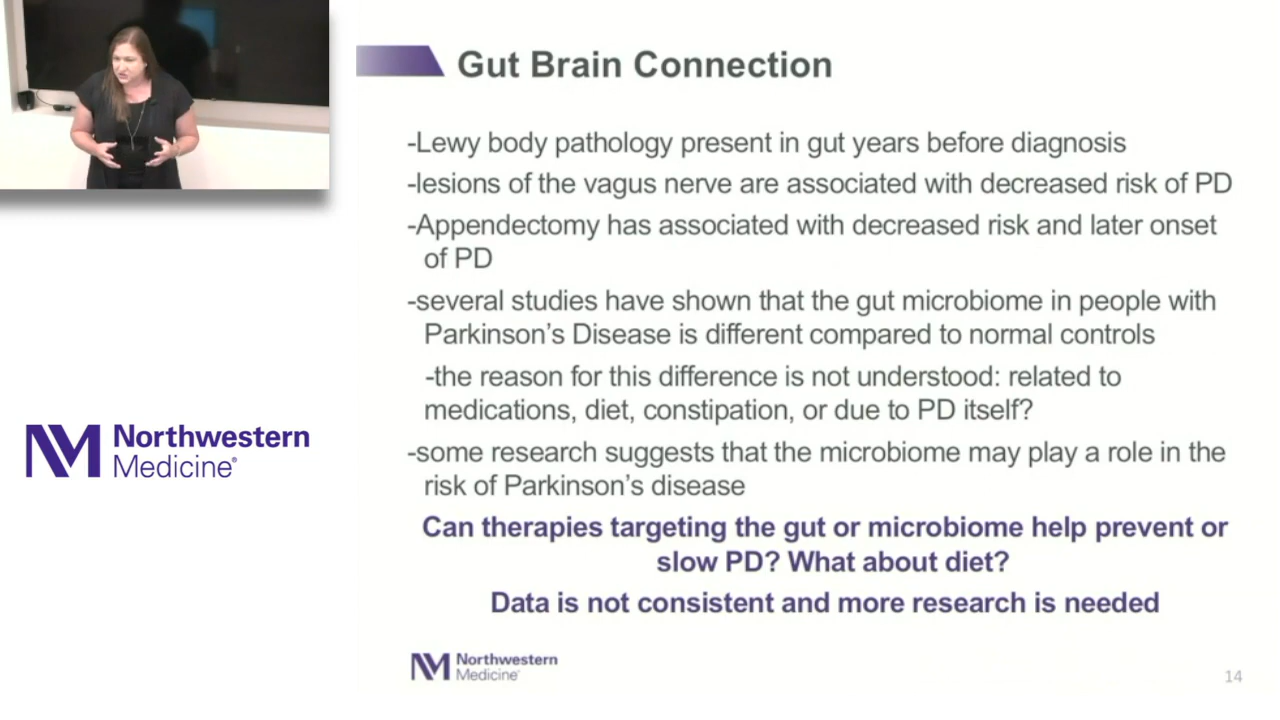 Gut Brain Connection
-Lewy body pathology present in gut years before diagnosis
-lesions of the vagus nerve are associated with decreased risk of PD
-Appendectomy has associated with decreased risk and later onset
of PD
-several studies have shown that the gut microbiome in people with
Parkinson's Disease is different compared to normal controls
-the reason for this difference is not understood: related to
medications, diet, constipation, or due to PD itself?
-some research suggests that the microbiome may play a role in the
risk of Parkinson's disease
Can therapies targeting the gut or microbiome help prevent or
slow PD? What about diet?
Data is not consistent and more research is needed
NM Northwestern
Medicine®
NM Northwestern
Medicine®
14